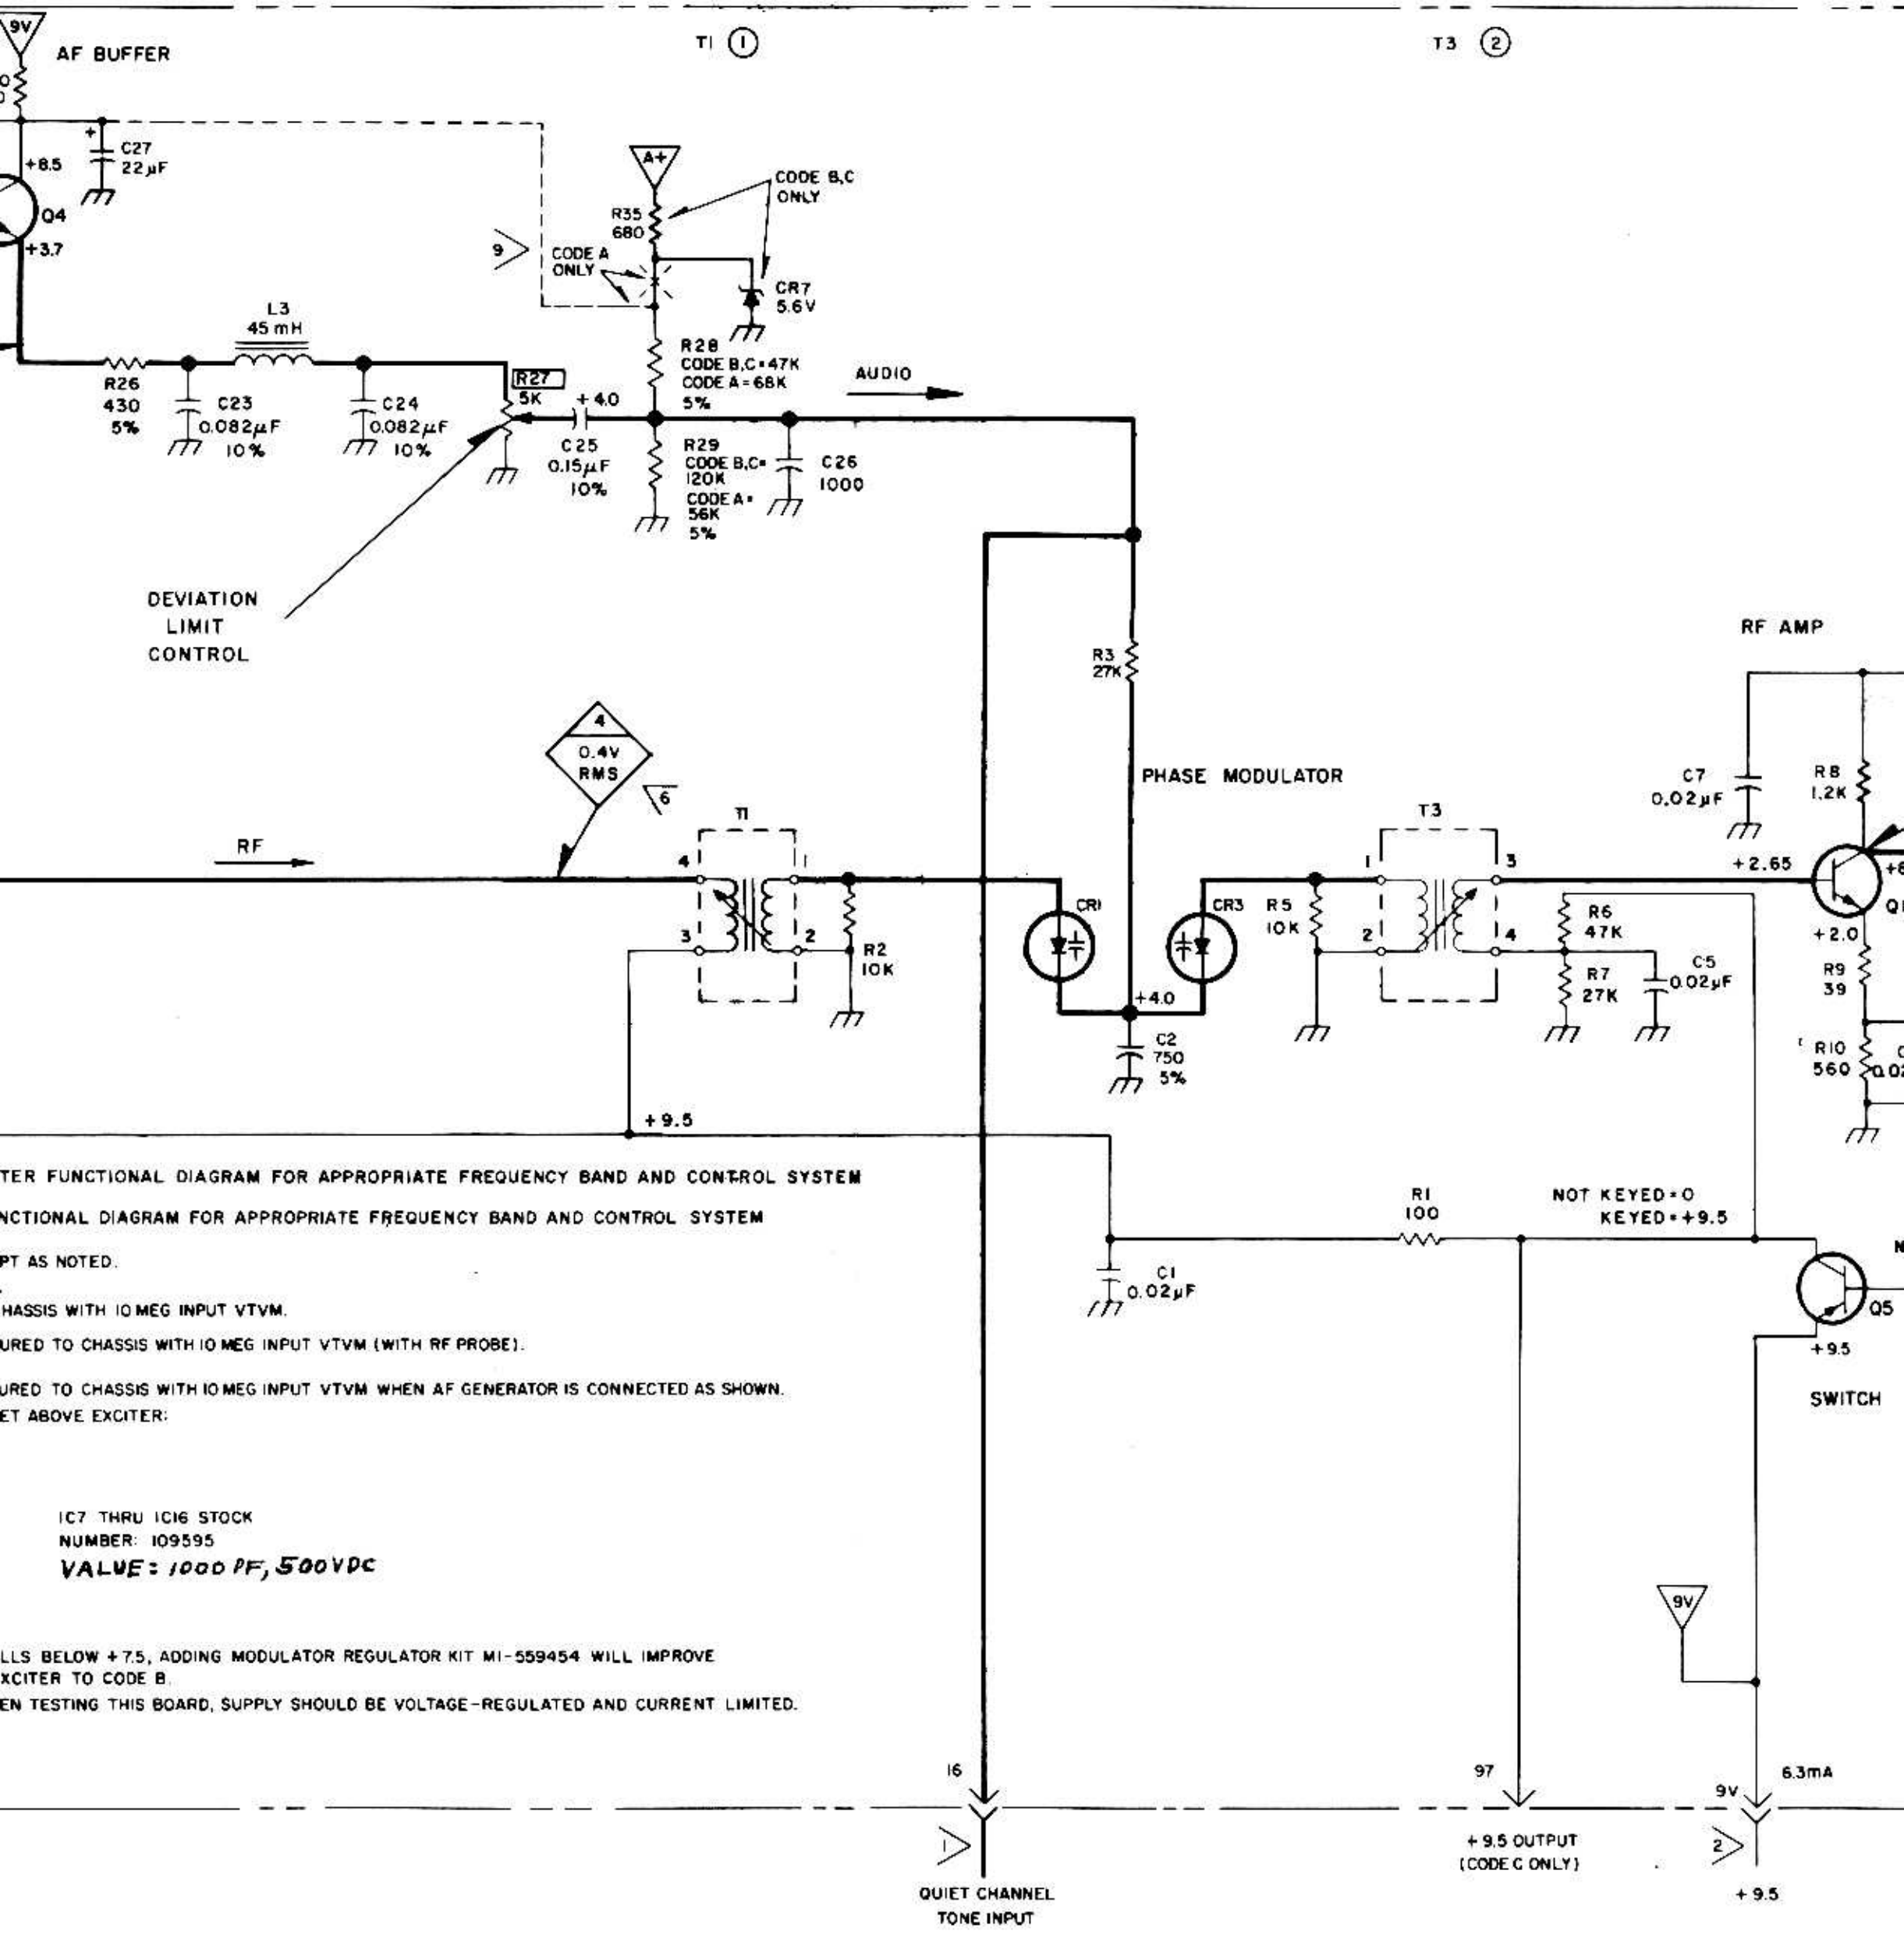 9V
AF BUFFER
T1 ①
T3 ②
+8.5
+
C27
22µF
Q4
+3.7
A+
CODE B,C
ONLY
R35
680
9
CODE A
ONLY
CR7
5.6V
L3
45 mH
R26
430
5%
C23
0.082µF
10%
C24
0.082µF
10%
R27
5K
+4.0
C25
0.15µF
10%
R28
CODE B,C=47K
CODE A=68K
5%
R29
CODE B,C=
120K
CODE A=
56K
5%
C26
1000
AUDIO
DEVIATION
LIMIT
CONTROL
R3
27K
RF AMP
4
0.4V
RMS
6
PHASE MODULATOR
C7
0.02µF
R8
1.2K
RF
T1
4
1
3
2
R2
10K
CR1
CR3
R5
10K
T3
1
3
2
4
+2.65
R6
47K
R7
27K
C5
0.02µF
+2.0
R9
39
R10
560
+4.0
C2
750
5%
+9.5
TER FUNCTIONAL DIAGRAM FOR APPROPRIATE FREQUENCY BAND AND CONTROL SYSTEM
NCTIONAL DIAGRAM FOR APPROPRIATE FREQUENCY BAND AND CONTROL SYSTEM
PT AS NOTED.
HASSIS WITH 10 MEG INPUT VTVM.
URED TO CHASSIS WITH 10 MEG INPUT VTVM (WITH RF PROBE).
URED TO CHASSIS WITH 10 MEG INPUT VTVM WHEN AF GENERATOR IS CONNECTED AS SHOWN.
ET ABOVE EXCITER:
R1
100
NOT KEYED=0
KEYED=+9.5
C1
0.02µF
Q5
+9.5
SWITCH
IC7 THRU IC16 STOCK
NUMBER: 109595
VALUE: 1000 PF, 500VDC
9V
LLS BELOW +7.5, ADDING MODULATOR REGULATOR KIT MI-559454 WILL IMPROVE
XCITER TO CODE B.
EN TESTING THIS BOARD, SUPPLY SHOULD BE VOLTAGE-REGULATED AND CURRENT LIMITED.
16
97
9V
6.3mA
1
QUIET CHANNEL
TONE INPUT
+9.5 OUTPUT
(CODE C ONLY)
2
+9.5